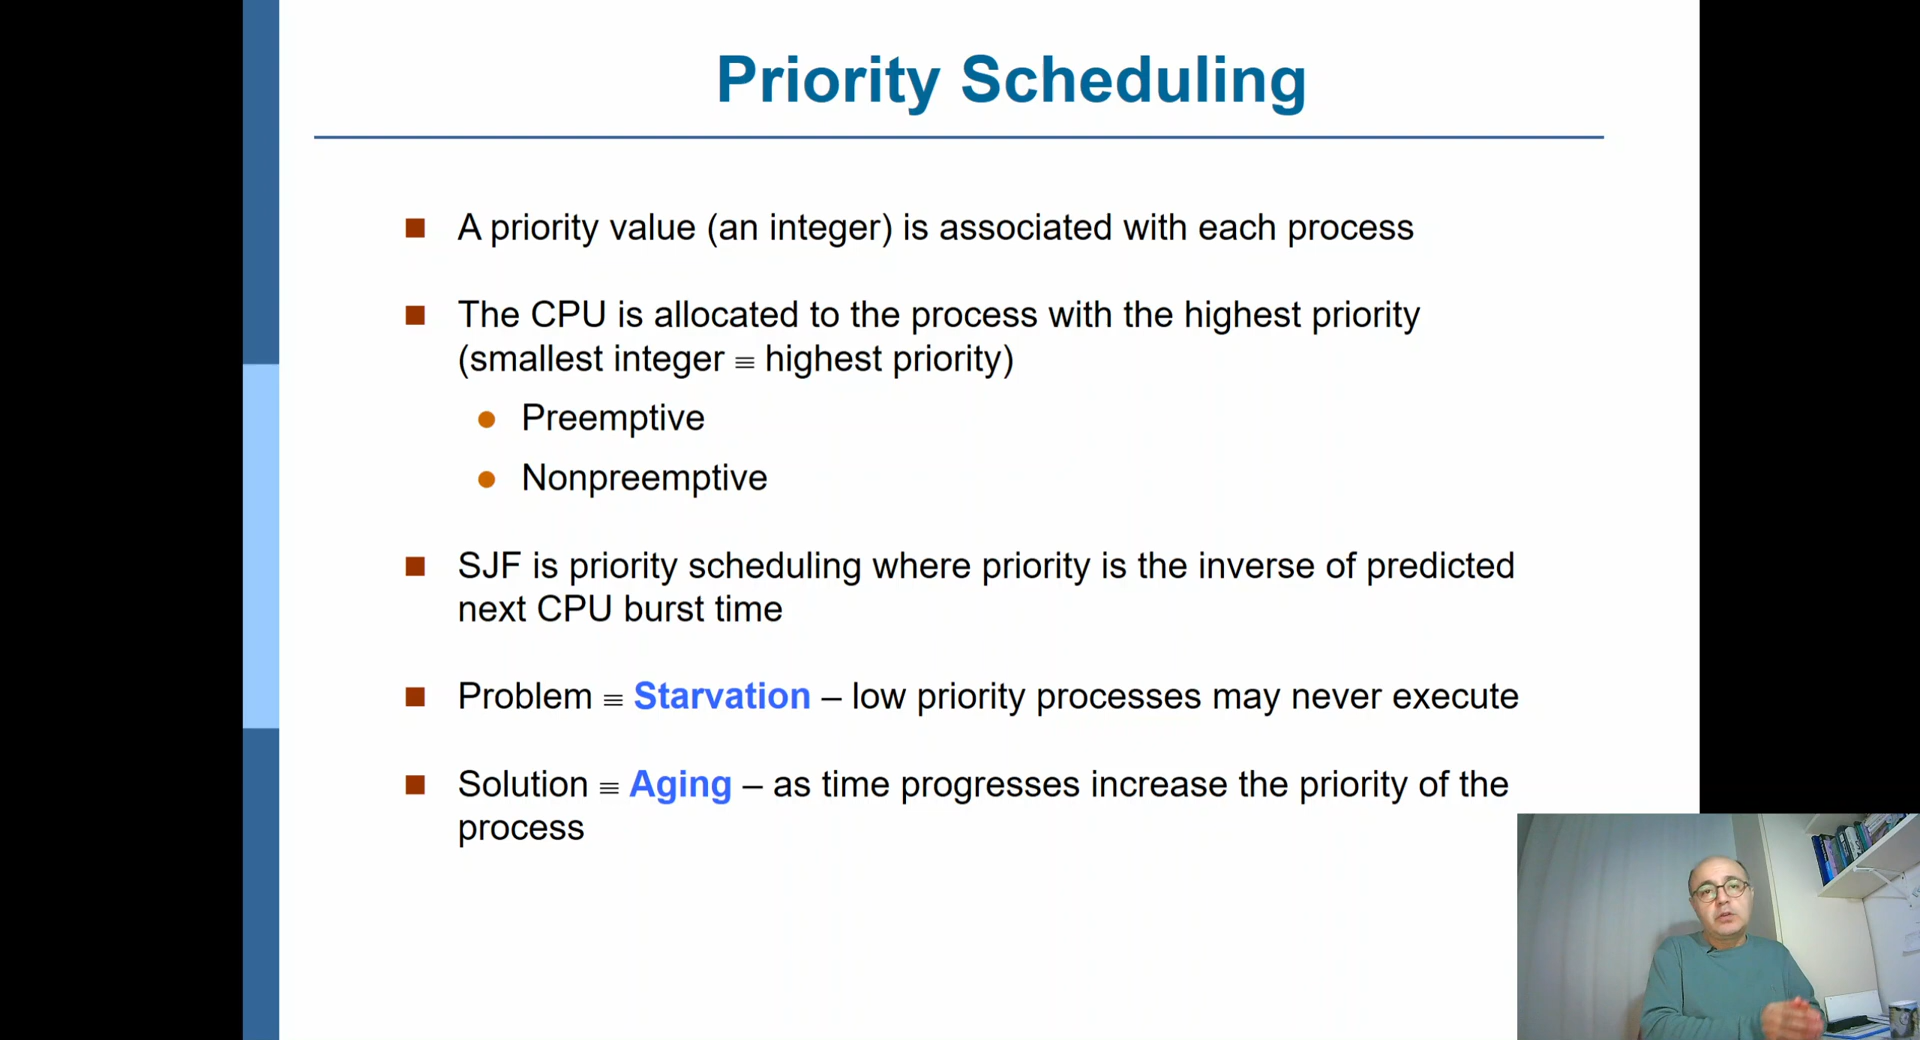 Priority Scheduling
A priority value (an integer) is associated with each process
The CPU is allocated to the process with the highest priority
(smallest integer ≡ highest priority)
Preemptive
Nonpreemptive
SJF is priority scheduling where priority is the inverse of predicted
next CPU burst time
Problem ≡ Starvation – low priority processes may never execute
Solution ≡ Aging – as time progresses increase the priority of the
process